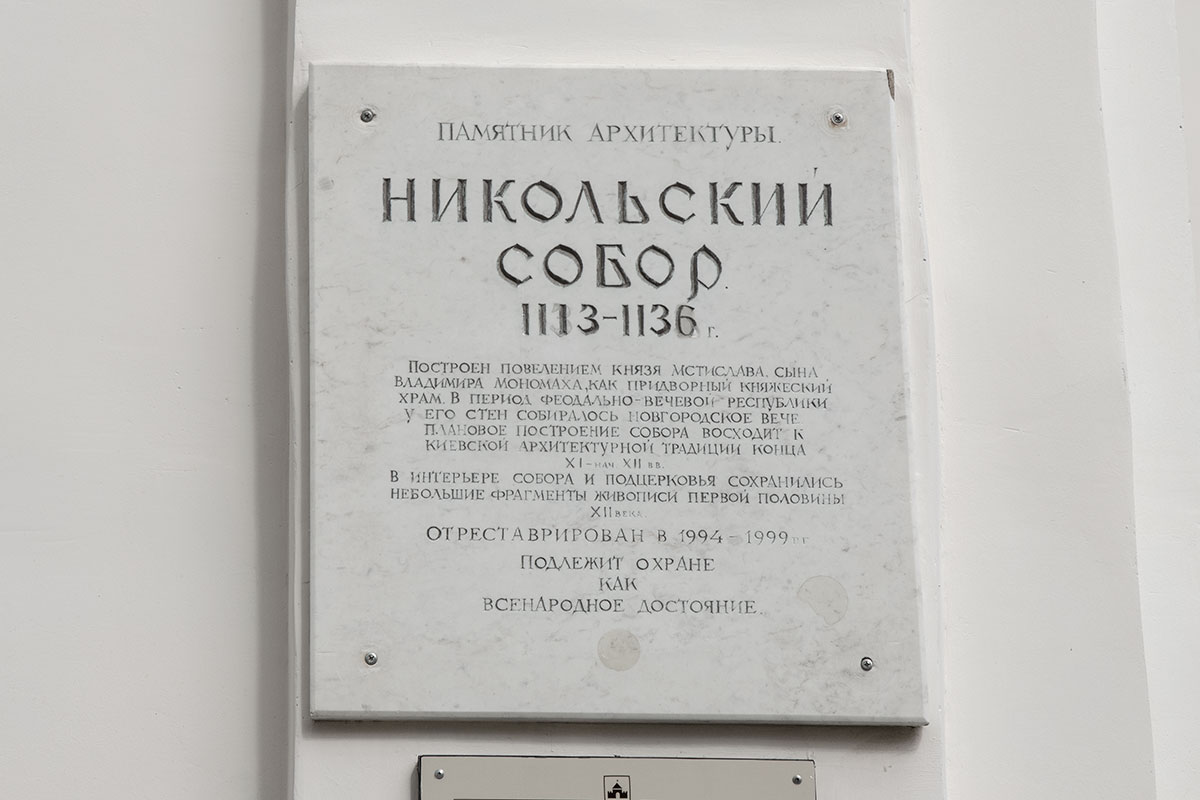 ПАМЯТНИК АРХИТЕКТУРЫ.
НИКОЛЬСКИЙ
СОБОР.
1113-1136 г.
ПОСТРОЕН ПОВЕЛЕНИЕМ КНЯЗЯ МСТИСЛАВА, СЫНА
ВЛАДИМИРА МОНОМАХА, КАК ПРИДВОРНЫЙ КНЯЖЕСКИЙ
ХРАМ. В ПЕРИОД ФЕОДАЛЬНО-ВЕЧЕВОЙ РЕСПУБЛИКИ
У ЕГО СТЕН СОБИРАЛОСЬ НОВГОРОДСКОЕ ВЕЧЕ.
ПЛАНОВОЕ ПОСТРОЕНИЕ СОБОРА ВОСХОДИТ К
КИЕВСКОЙ АРХИТЕКТУРНОЙ ТРАДИЦИИ КОНЦА
XI - НАЧ. XII ВВ.
В ИНТЕРЬЕРЕ СОБОРА И ПОДЦЕРКОВЬЯ СОХРАНИЛИСЬ
НЕБОЛЬШИЕ ФРАГМЕНТЫ ЖИВОПИСИ ПЕРВОЙ ПОЛОВИНЫ
XII ВЕКА.
ОТРЕСТАВРИРОВАН В 1994 - 1999 гг
ПОДЛЕЖИТ ОХРАНЕ
КАК
ВСЕНАРОДНОЕ ДОСТОЯНИЕ.